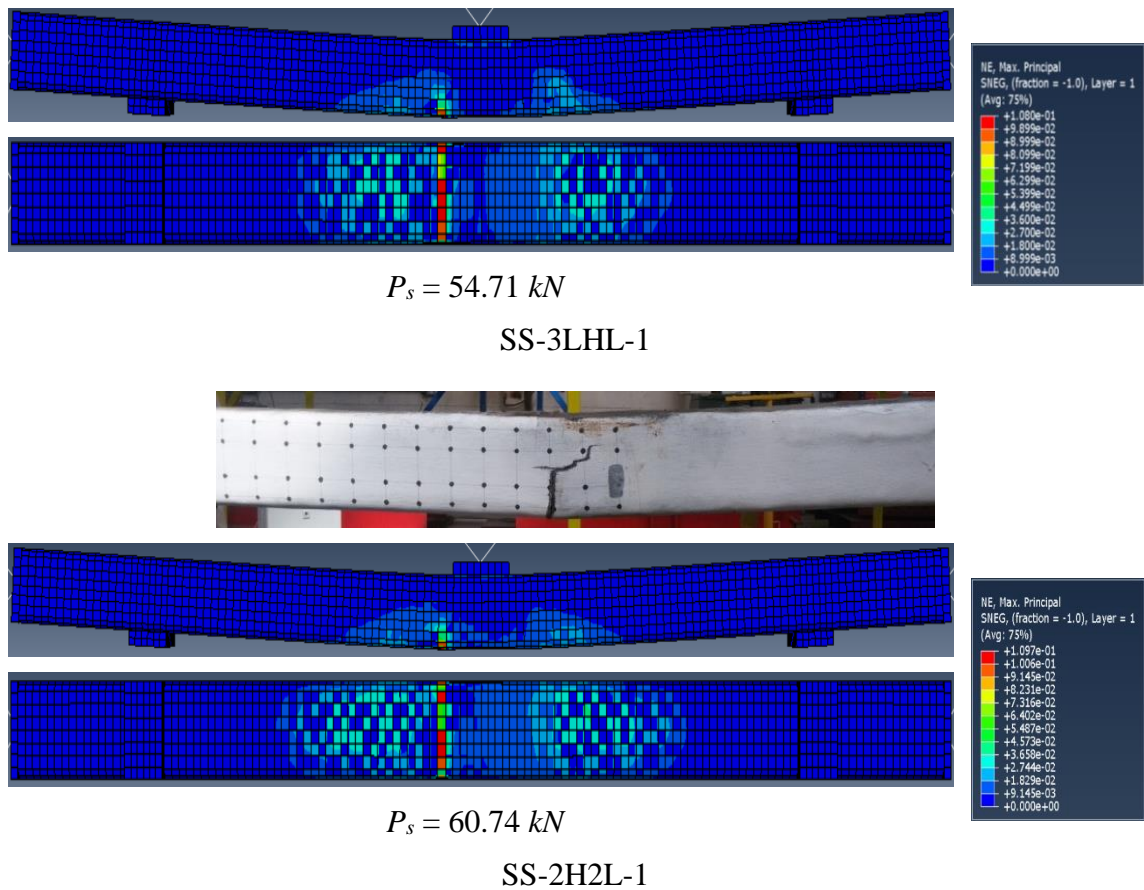 NE, Max. Principal
SNEG, (fraction = -1.0), Layer = 1
(Avg: 75%)
+1.080e-01
+9.899e-02
+8.999e-02
+8.099e-02
+7.199e-02
+6.299e-02
+5.399e-02
+4.499e-02
+3.600e-02
+2.700e-02
+1.800e-02
+8.999e-03
+0.000e+00
Ps = 54.71 kN
SS-3LHL-1
NE, Max. Principal
SNEG, (fraction = -1.0), Layer = 1
(Avg: 75%)
+1.097e-01
+1.006e-01
+9.145e-02
+8.231e-02
+7.316e-02
+6.402e-02
+5.487e-02
+4.573e-02
+3.658e-02
+2.744e-02
+1.829e-02
+9.145e-03
+0.000e+00
Ps = 60.74 kN
SS-2H2L-1